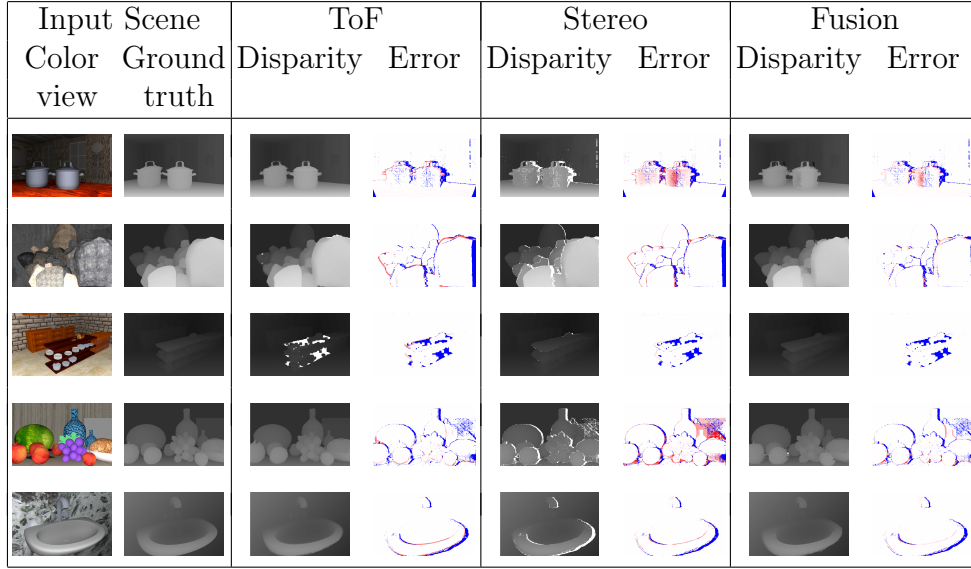 Input Scene ToF Stereo Fusion
Color Ground Disparity Error Disparity Error Disparity Error
view truth